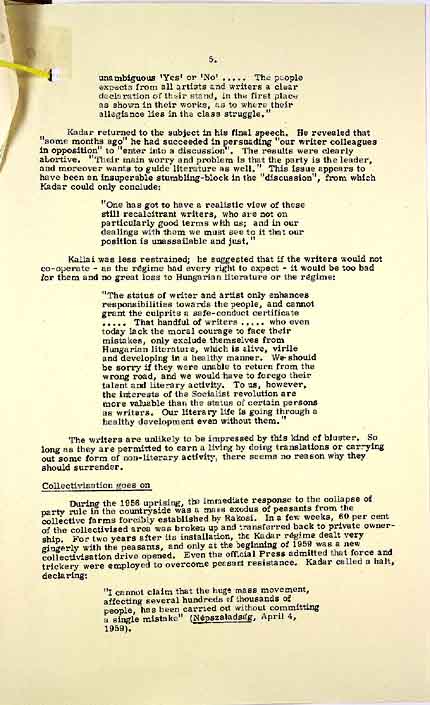 5.
unambiguous 'Yes' or 'No' ..... The people
expects from all artists and writers a clear
declaration of their stand, in the first place
as shown in their works, as to where their
allegiance lies in the class struggle."
Kadar returned to the subject in his final speech. He revealed that
"some months ago" he had succeeded in persuading "our writer colleagues
in opposition" to "enter into a discussion". The results were clearly
abortive. "Their main worry and problem is that the party is the leader,
and moreover wants to guide literature as well." This issue appears to
have been an insuperable stumbling-block in the "discussion", from which
Kadar could only conclude:
"One has got to have a realistic view of these
still recalcitrant writers, who are not on
particularly good terms with us; and in our
dealings with them we must see to it that our
position is unassailable and just."
Kallai was less restrained; he suggested that if the writers would not
co-operate - as the régime had every right to expect - it would be too bad
for them and no great loss to Hungarian literature or the régime:
"The status of writer and artist only enhances
responsibilities towards the people, and cannot
grant the culprits a safe-conduct certificate
..... That handful of writers ..... who even
today lack the moral courage to face their
mistakes, only exclude themselves from
Hungarian literature, which is alive, virile
and developing in a healthy manner. We should
be sorry if they were unable to return from the
wrong road, and we would have to forego their
talent and literary activity. To us, however,
the interests of the Socialist revolution are
more valuable than the status of certain persons
as writers. Our literary life is going through a
healthy development even without them."
The writers are unlikely to be impressed by this kind of bluster. So
long as they are permitted to earn a living by doing translations or carrying
out some form of non-literary activity, there seems no reason why they
should surrender.
Collectivisation goes on
During the 1956 uprising, the immediate response to the collapse of
party rule in the countryside was a mass exodus of peasants from the
collective farms forcibly established by Rakosi. In a few weeks, 60 per cent
of the collectivised area was broken up and transferred back to private owner-
ship. For two years after its installation, the Kadar régime dealt very
gingerly with the peasants, and only at the beginning of 1959 was a new
collectivisation drive opened. Even the official Press admitted that force and
trickery were employed to overcome peasant resistance. Kadar called a halt,
declaring:
"I cannot claim that the huge mass movement,
affecting several hundreds of thousands of
people, has been carried out without committing
a single mistake" (Népszabadság, April 4,
1959).